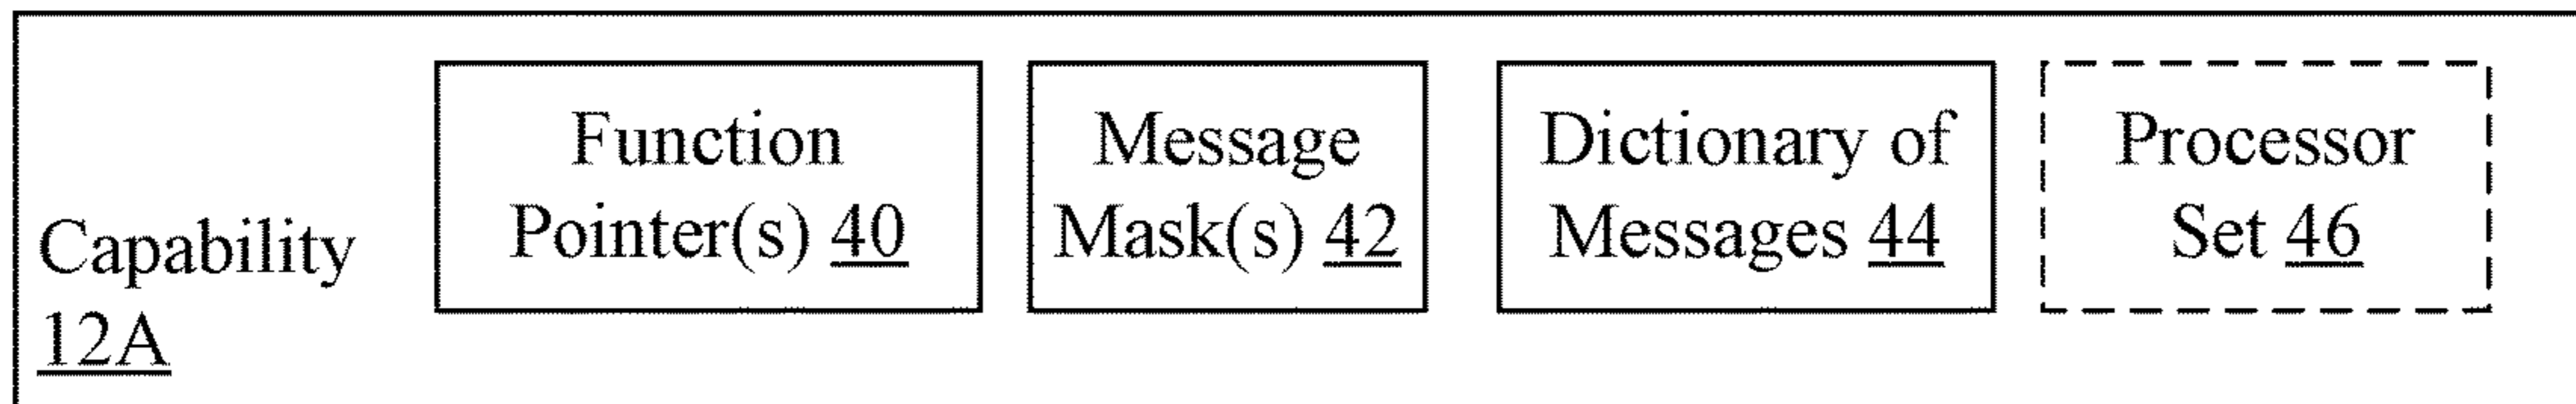 Capability
12A
Function
Pointer(s) 40
Message
Mask(s) 42
Dictionary of
Messages 44
Processor
Set 46